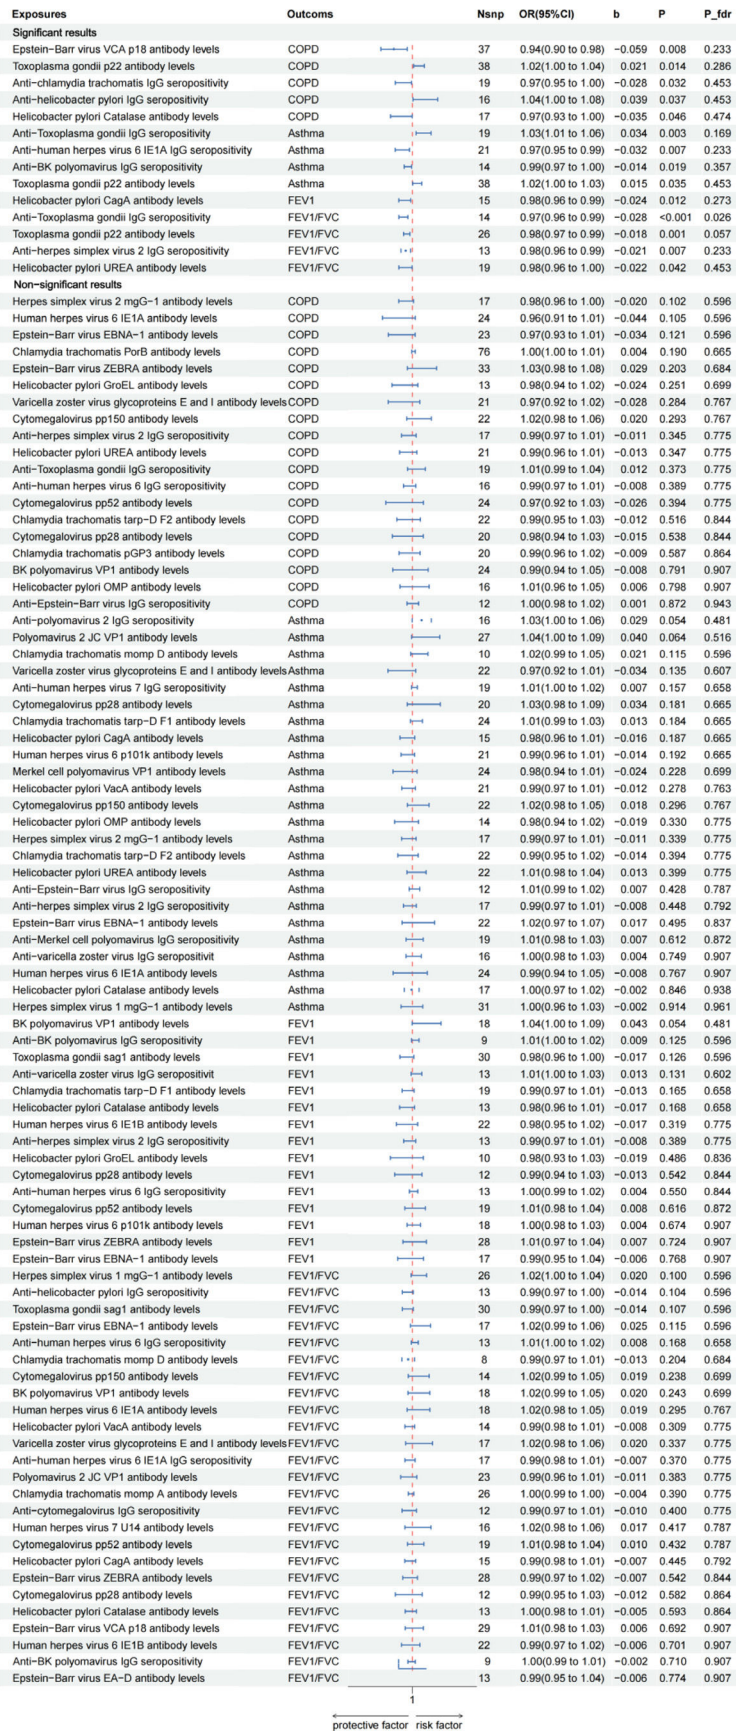 Exposures Outcoms Nsnp OR(95%CI) b P P_fdr
Significant results
Epstein−Barr virus VCA p18 antibody levels COPD 37 0.94(0.90 to 0.98) −0.059 0.008 0.233
Toxoplasma gondii p22 antibody levels COPD 38 1.02(1.00 to 1.04) 0.021 0.014 0.286
Anti−chlamydia trachomatis IgG seropositivity COPD 19 0.97(0.95 to 1.00) −0.028 0.032 0.453
Anti−helicobacter pylori IgG seropositivity COPD 16 1.04(1.00 to 1.08) 0.039 0.037 0.453
Helicobacter pylori Catalase antibody levels COPD 17 0.97(0.93 to 1.00) −0.035 0.046 0.474
Anti−Toxoplasma gondii IgG seropositivity Asthma 19 1.03(1.01 to 1.06) 0.034 0.003 0.169
Anti−human herpes virus 6 IE1A IgG seropositivity Asthma 21 0.97(0.95 to 0.99) −0.032 0.007 0.233
Anti−BK polyomavirus IgG seropositivity Asthma 14 0.99(0.97 to 1.00) −0.014 0.019 0.357
Toxoplasma gondii p22 antibody levels Asthma 38 1.02(1.00 to 1.03) 0.015 0.035 0.453
Helicobacter pylori CagA antibody levels FEV1 15 0.98(0.96 to 0.99) −0.024 0.012 0.273
Anti−Toxoplasma gondii IgG seropositivity FEV1/FVC 14 0.97(0.96 to 0.99) −0.028 <0.001 0.026
Toxoplasma gondii p22 antibody levels FEV1/FVC 26 0.98(0.97 to 0.99) −0.018 0.001 0.057
Anti−herpes simplex virus 2 IgG seropositivity FEV1/FVC 13 0.98(0.96 to 0.99) −0.021 0.007 0.233
Helicobacter pylori UREA antibody levels FEV1/FVC 19 0.98(0.96 to 1.00) −0.022 0.042 0.453
Non−significant results
Herpes simplex virus 2 mgG−1 antibody levels COPD 17 0.98(0.96 to 1.00) −0.020 0.102 0.596
Human herpes virus 6 IE1A antibody levels COPD 24 0.96(0.91 to 1.01) −0.044 0.105 0.596
Epstein−Barr virus EBNA−1 antibody levels COPD 23 0.97(0.93 to 1.01) −0.034 0.121 0.596
Chlamydia trachomatis PorB antibody levels COPD 76 1.00(1.00 to 1.01) 0.004 0.190 0.665
Epstein−Barr virus ZEBRA antibody levels COPD 33 1.03(0.98 to 1.08) 0.029 0.203 0.684
Helicobacter pylori GroEL antibody levels COPD 13 0.98(0.94 to 1.02) −0.024 0.251 0.699
Varicella zoster virus glycoproteins E and I antibody levels COPD 21 0.97(0.92 to 1.02) −0.028 0.284 0.767
Cytomegalovirus pp150 antibody levels COPD 22 1.02(0.98 to 1.06) 0.020 0.293 0.767
Anti−herpes simplex virus 2 IgG seropositivity COPD 17 0.99(0.97 to 1.01) −0.011 0.345 0.775
Helicobacter pylori UREA antibody levels COPD 21 0.99(0.96 to 1.01) −0.013 0.347 0.775
Anti−Toxoplasma gondii IgG seropositivity COPD 19 1.01(0.99 to 1.04) 0.012 0.373 0.775
Anti−human herpes virus 6 IgG seropositivity COPD 16 0.99(0.97 to 1.01) −0.008 0.389 0.775
Cytomegalovirus pp52 antibody levels COPD 24 0.97(0.92 to 1.03) −0.026 0.394 0.775
Chlamydia trachomatis tarp−D F2 antibody levels COPD 22 0.99(0.95 to 1.03) −0.012 0.516 0.844
Cytomegalovirus pp28 antibody levels COPD 20 0.98(0.94 to 1.03) −0.015 0.538 0.844
Chlamydia trachomatis pGP3 antibody levels COPD 20 0.99(0.96 to 1.02) −0.009 0.587 0.864
BK polyomavirus VP1 antibody levels COPD 24 0.99(0.94 to 1.05) −0.008 0.791 0.907
Helicobacter pylori OMP antibody levels COPD 16 1.01(0.96 to 1.05) 0.006 0.798 0.907
Anti−Epstein−Barr virus IgG seropositivity COPD 12 1.00(0.98 to 1.02) 0.001 0.872 0.943
Anti−polyomavirus 2 IgG seropositivity Asthma 16 1.03(1.00 to 1.06) 0.029 0.054 0.481
Polyomavirus 2 JC VP1 antibody levels Asthma 27 1.04(1.00 to 1.09) 0.040 0.064 0.516
Chlamydia trachomatis momp D antibody levels Asthma 10 1.02(0.99 to 1.05) 0.021 0.115 0.596
Varicella zoster virus glycoproteins E and I antibody levels Asthma 22 0.97(0.92 to 1.01) −0.034 0.135 0.607
Anti−human herpes virus 7 IgG seropositivity Asthma 19 1.01(1.00 to 1.02) 0.007 0.157 0.658
Cytomegalovirus pp28 antibody levels Asthma 20 1.03(0.98 to 1.09) 0.034 0.181 0.665
Chlamydia trachomatis tarp−D F1 antibody levels Asthma 24 1.01(0.99 to 1.03) 0.013 0.184 0.665
Helicobacter pylori CagA antibody levels Asthma 15 0.98(0.96 to 1.01) −0.016 0.187 0.665
Human herpes virus 6 p101k antibody levels Asthma 21 0.99(0.96 to 1.01) −0.014 0.192 0.665
Merkel cell polyomavirus VP1 antibody levels Asthma 24 0.98(0.94 to 1.01) −0.024 0.228 0.699
Helicobacter pylori VacA antibody levels Asthma 21 0.99(0.97 to 1.01) −0.012 0.278 0.763
Cytomegalovirus pp150 antibody levels Asthma 22 1.02(0.98 to 1.05) 0.018 0.296 0.767
Helicobacter pylori OMP antibody levels Asthma 14 0.98(0.94 to 1.02) −0.019 0.330 0.775
Herpes simplex virus 2 mgG−1 antibody levels Asthma 17 0.99(0.97 to 1.01) −0.011 0.339 0.775
Chlamydia trachomatis tarp−D F2 antibody levels Asthma 22 0.99(0.95 to 1.02) −0.014 0.394 0.775
Helicobacter pylori UREA antibody levels Asthma 22 1.01(0.98 to 1.04) 0.013 0.399 0.775
Anti−Epstein−Barr virus IgG seropositivity Asthma 12 1.01(0.99 to 1.02) 0.007 0.428 0.787
Anti−herpes simplex virus 2 IgG seropositivity Asthma 17 0.99(0.97 to 1.01) −0.008 0.448 0.792
Epstein−Barr virus EBNA−1 antibody levels Asthma 22 1.02(0.97 to 1.07) 0.017 0.495 0.837
Anti−Merkel cell polyomavirus IgG seropositivity Asthma 19 1.01(0.98 to 1.03) 0.007 0.612 0.872
Anti−varicella zoster virus IgG seropositivit Asthma 16 1.00(0.98 to 1.03) 0.004 0.749 0.907
Human herpes virus 6 IE1A antibody levels Asthma 24 0.99(0.94 to 1.05) −0.008 0.767 0.907
Helicobacter pylori Catalase antibody levels Asthma 17 1.00(0.97 to 1.02) −0.002 0.846 0.938
Herpes simplex virus 1 mgG−1 antibody levels Asthma 31 1.00(0.96 to 1.03) −0.002 0.914 0.961
BK polyomavirus VP1 antibody levels FEV1 18 1.04(1.00 to 1.09) 0.043 0.054 0.481
Anti−BK polyomavirus IgG seropositivity FEV1 9 1.01(1.00 to 1.02) 0.009 0.125 0.596
Toxoplasma gondii sag1 antibody levels FEV1 30 0.98(0.96 to 1.00) −0.017 0.126 0.596
Anti−varicella zoster virus IgG seropositivit FEV1 13 1.01(1.00 to 1.03) 0.013 0.131 0.602
Chlamydia trachomatis tarp−D F1 antibody levels FEV1 19 0.99(0.97 to 1.01) −0.013 0.165 0.658
Helicobacter pylori Catalase antibody levels FEV1 13 0.98(0.96 to 1.01) −0.017 0.168 0.658
Human herpes virus 6 IE1B antibody levels FEV1 22 0.98(0.95 to 1.02) −0.017 0.319 0.775
Anti−herpes simplex virus 2 IgG seropositivity FEV1 13 0.99(0.97 to 1.01) −0.008 0.389 0.775
Helicobacter pylori GroEL antibody levels FEV1 10 0.98(0.93 to 1.03) −0.019 0.486 0.836
Cytomegalovirus pp28 antibody levels FEV1 12 0.99(0.94 to 1.03) −0.013 0.542 0.844
Anti−human herpes virus 6 IgG seropositivity FEV1 13 1.00(0.99 to 1.02) 0.004 0.550 0.844
Cytomegalovirus pp52 antibody levels FEV1 19 1.01(0.98 to 1.04) 0.008 0.616 0.872
Human herpes virus 6 p101k antibody levels FEV1 18 1.00(0.98 to 1.03) 0.004 0.674 0.907
Epstein−Barr virus ZEBRA antibody levels FEV1 28 1.01(0.97 to 1.04) 0.007 0.724 0.907
Epstein−Barr virus EBNA−1 antibody levels FEV1 17 0.99(0.95 to 1.04) −0.006 0.768 0.907
Herpes simplex virus 1 mgG−1 antibody levels FEV1/FVC 26 1.02(1.00 to 1.04) 0.020 0.100 0.596
Anti−helicobacter pylori IgG seropositivity FEV1/FVC 13 0.99(0.97 to 1.00) −0.014 0.104 0.596
Toxoplasma gondii sag1 antibody levels FEV1/FVC 30 0.99(0.97 to 1.00) −0.014 0.107 0.596
Epstein−Barr virus EBNA−1 antibody levels FEV1/FVC 17 1.02(0.99 to 1.06) 0.025 0.115 0.596
Anti−human herpes virus 6 IgG seropositivity FEV1/FVC 13 1.01(1.00 to 1.02) 0.008 0.168 0.658
Chlamydia trachomatis momp D antibody levels FEV1/FVC 8 0.99(0.97 to 1.01) −0.013 0.204 0.684
Cytomegalovirus pp150 antibody levels FEV1/FVC 14 1.02(0.99 to 1.05) 0.019 0.238 0.699
BK polyomavirus VP1 antibody levels FEV1/FVC 18 1.02(0.99 to 1.05) 0.020 0.243 0.699
Human herpes virus 6 IE1A antibody levels FEV1/FVC 18 1.02(0.98 to 1.05) 0.019 0.295 0.767
Helicobacter pylori VacA antibody levels FEV1/FVC 14 0.99(0.98 to 1.01) −0.008 0.309 0.775
Varicella zoster virus glycoproteins E and I antibody levels FEV1/FVC 17 1.02(0.98 to 1.06) 0.020 0.337 0.775
Anti−human herpes virus 6 IE1A IgG seropositivity FEV1/FVC 17 0.99(0.98 to 1.01) −0.007 0.370 0.775
Polyomavirus 2 JC VP1 antibody levels FEV1/FVC 23 0.99(0.96 to 1.01) −0.011 0.383 0.775
Chlamydia trachomatis momp A antibody levels FEV1/FVC 26 1.00(0.99 to 1.00) −0.004 0.390 0.775
Anti−cytomegalovirus IgG seropositivity FEV1/FVC 12 0.99(0.97 to 1.01) −0.010 0.400 0.775
Human herpes virus 7 U14 antibody levels FEV1/FVC 16 1.02(0.98 to 1.06) 0.017 0.417 0.787
Cytomegalovirus pp52 antibody levels FEV1/FVC 19 1.01(0.98 to 1.04) 0.010 0.432 0.787
Helicobacter pylori CagA antibody levels FEV1/FVC 15 0.99(0.98 to 1.01) −0.007 0.445 0.792
Epstein−Barr virus ZEBRA antibody levels FEV1/FVC 28 0.99(0.97 to 1.02) −0.007 0.542 0.844
Cytomegalovirus pp28 antibody levels FEV1/FVC 12 0.99(0.95 to 1.03) −0.012 0.582 0.864
Helicobacter pylori Catalase antibody levels FEV1/FVC 13 1.00(0.98 to 1.01) −0.005 0.593 0.864
Epstein−Barr virus VCA p18 antibody levels FEV1/FVC 29 1.01(0.98 to 1.03) 0.006 0.692 0.907
Human herpes virus 6 IE1B antibody levels FEV1/FVC 22 0.99(0.97 to 1.02) −0.006 0.701 0.907
Anti−BK polyomavirus IgG seropositivity FEV1/FVC 9 1.00(0.99 to 1.01) −0.002 0.710 0.907
Epstein−Barr virus EA−D antibody levels FEV1/FVC 13 0.99(0.95 to 1.04) −0.006 0.774 0.907
1
protective factor risk factor